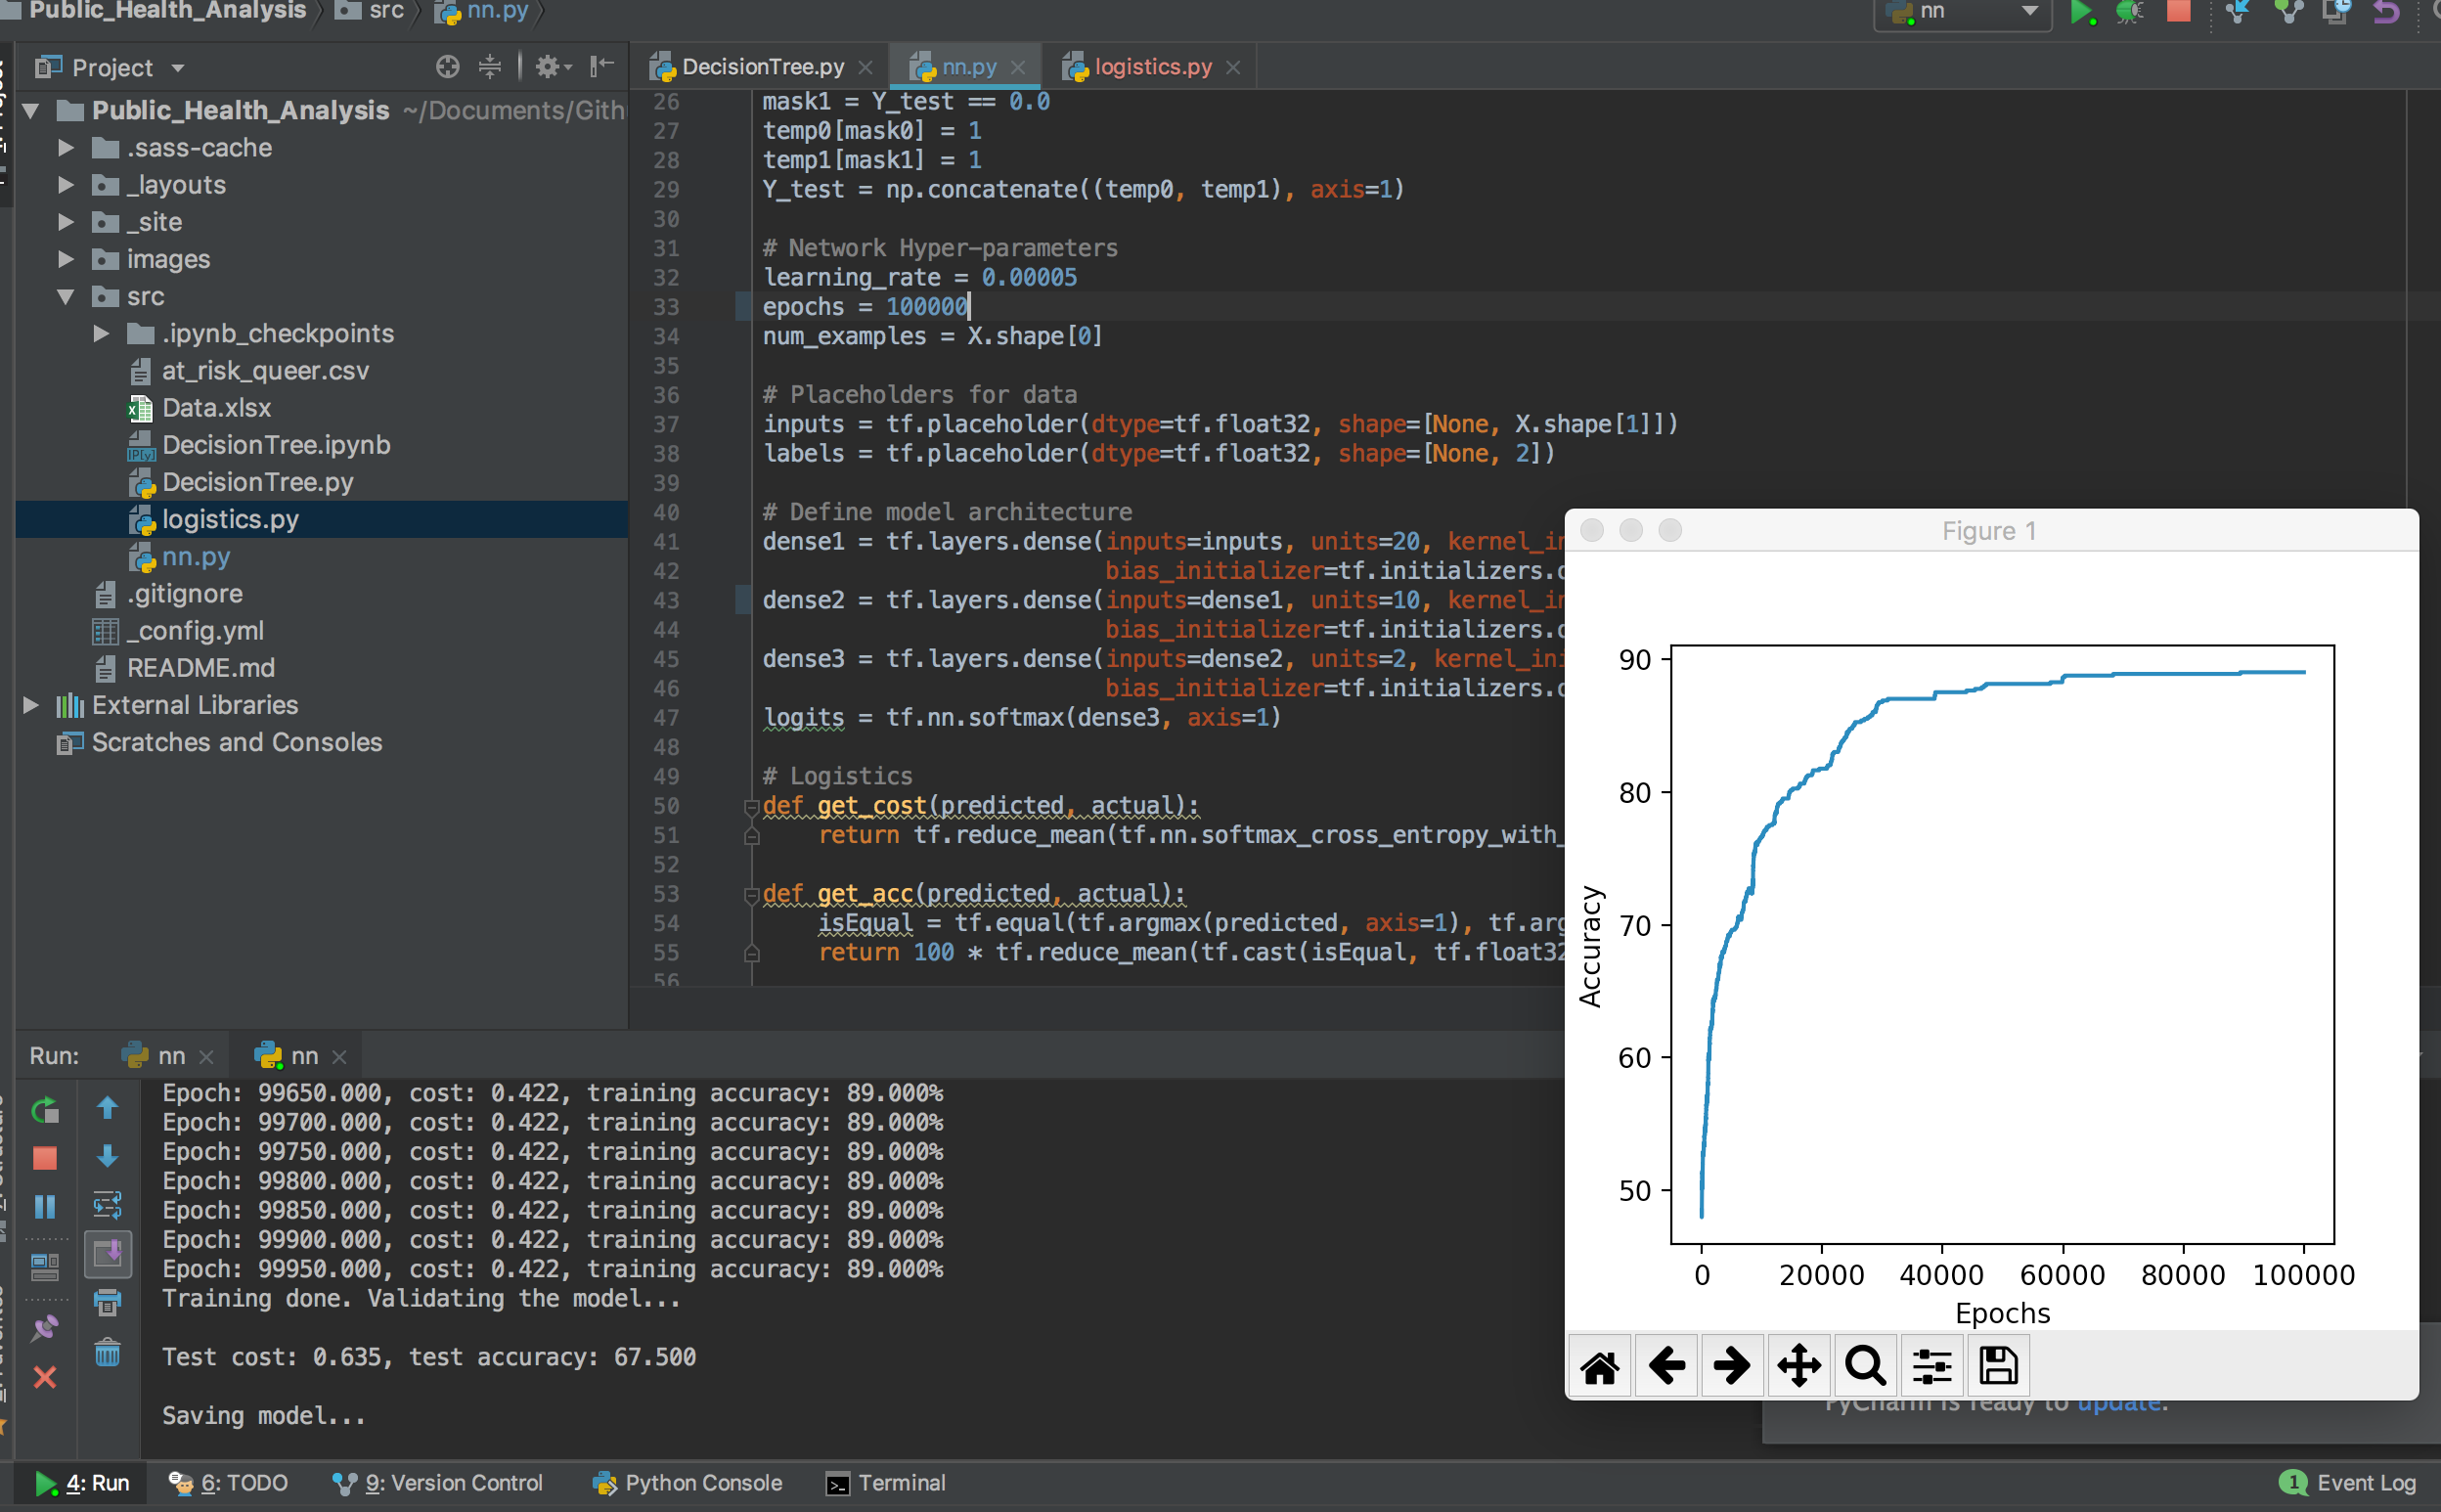 Public_Health_Analysis src nn.py
nn
Project
DecisionTree.py nn.py logistics.py
Public_Health_Analysis ~/Documents/Gith
.sass-cache
_layouts
_site
images
src
.ipynb_checkpoints
at_risk_queer.csv
Data.xlsx
DecisionTree.ipynb
DecisionTree.py
logistics.py
nn.py
.gitignore
_config.yml
README.md
External Libraries
Scratches and Consoles
26 mask1 = Y_test == 0.0
27 temp0[mask0] = 1
28 temp1[mask1] = 1
29 Y_test = np.concatenate((temp0, temp1), axis=1)
30
31 # Network Hyper-parameters
32 learning_rate = 0.00005
33 epochs = 100000
34 num_examples = X.shape[0]
35
36 # Placeholders for data
37 inputs = tf.placeholder(dtype=tf.float32, shape=[None, X.shape[1]])
38 labels = tf.placeholder(dtype=tf.float32, shape=[None, 2])
39
40 # Define model architecture
41 dense1 = tf.layers.dense(inputs=inputs, units=20, kernel_in
42 bias_initializer=tf.initializers.
43 dense2 = tf.layers.dense(inputs=dense1, units=10, kernel_in
44 bias_initializer=tf.initializers.
45 dense3 = tf.layers.dense(inputs=dense2, units=2, kernel_ini
46 bias_initializer=tf.initializers.
47 logits = tf.nn.softmax(dense3, axis=1)
48
49 # Logistics
50 def get_cost(predicted, actual):
51 return tf.reduce_mean(tf.nn.softmax_cross_entropy_with_
52
53 def get_acc(predicted, actual):
54 isEqual = tf.equal(tf.argmax(predicted, axis=1), tf.arg
55 return 100 * tf.reduce_mean(tf.cast(isEqual, tf.float32
56
Figure 1
90
80
70
60
50
Accuracy
0 20000 40000 60000 80000 100000
Epochs
PyCharm is ready to update.
Run: nn nn
Epoch: 99650.000, cost: 0.422, training accuracy: 89.000%
Epoch: 99700.000, cost: 0.422, training accuracy: 89.000%
Epoch: 99750.000, cost: 0.422, training accuracy: 89.000%
Epoch: 99800.000, cost: 0.422, training accuracy: 89.000%
Epoch: 99850.000, cost: 0.422, training accuracy: 89.000%
Epoch: 99900.000, cost: 0.422, training accuracy: 89.000%
Epoch: 99950.000, cost: 0.422, training accuracy: 89.000%
Training done. Validating the model...
Test cost: 0.635, test accuracy: 67.500
Saving model...
4: Run 6: TODO 9: Version Control Python Console Terminal 1 Event Log